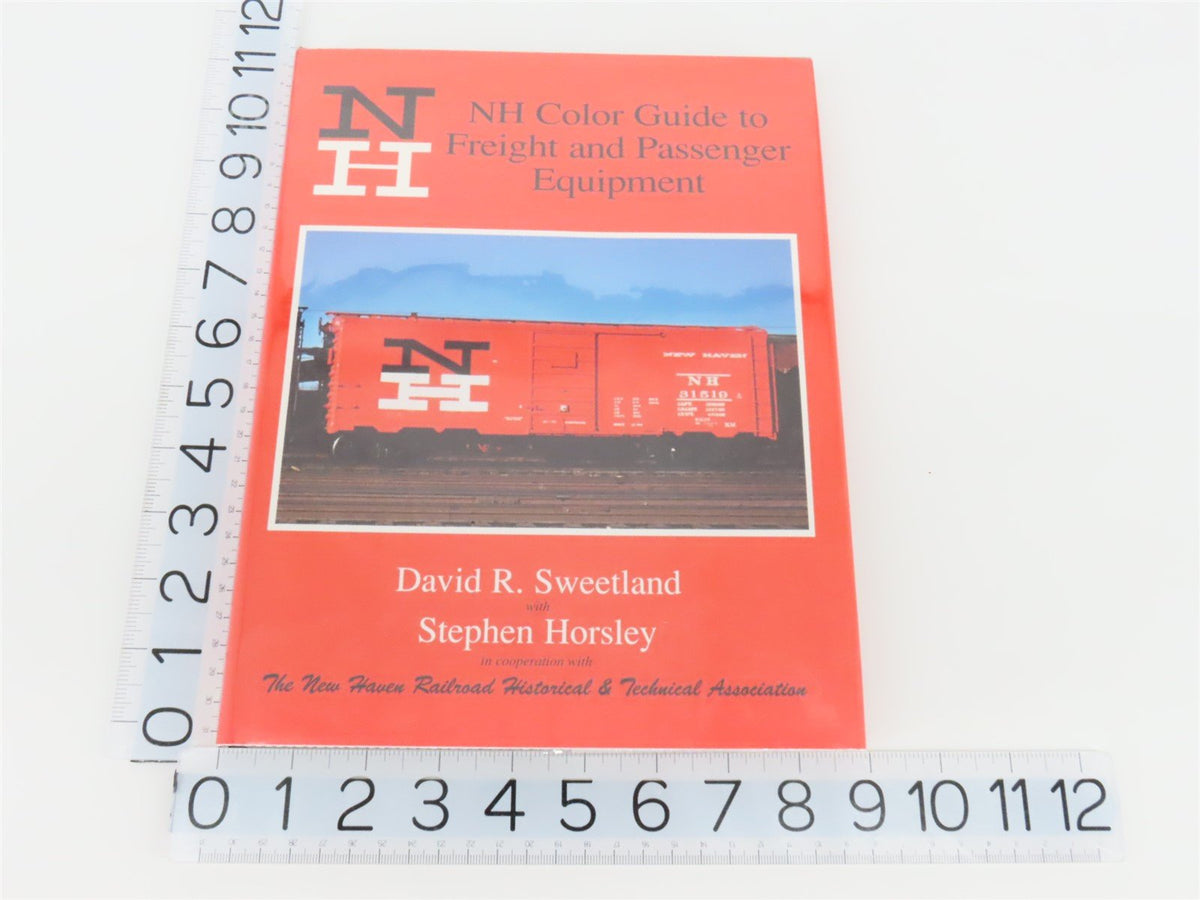 N
H
NH Color Guide to
Freight and Passenger
Equipment
N
H
NEW HAVEN
NH
31519
David R. Sweetland
with
Stephen Horsley
in cooperation with
The New Haven Railroad Historical & Technical Association
12
11
10
9
8
7
6
5
4
3
2
1
0
0 1 2 3 4 5 6 7 8 9 10 11 12